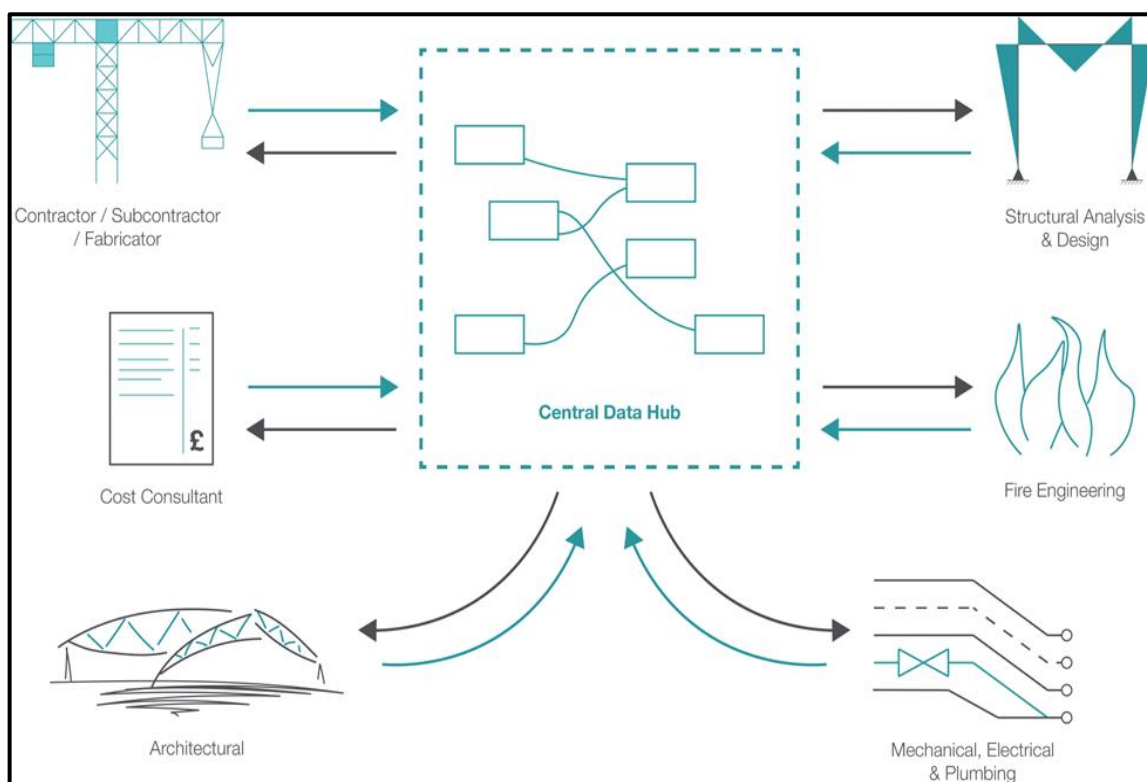 Contractor / Subcontractor
/ Fabricator
Structural Analysis
& Design
Central Data Hub
£
Cost Consultant
Fire Engineering
Architectural
Mechanical, Electrical
& Plumbing